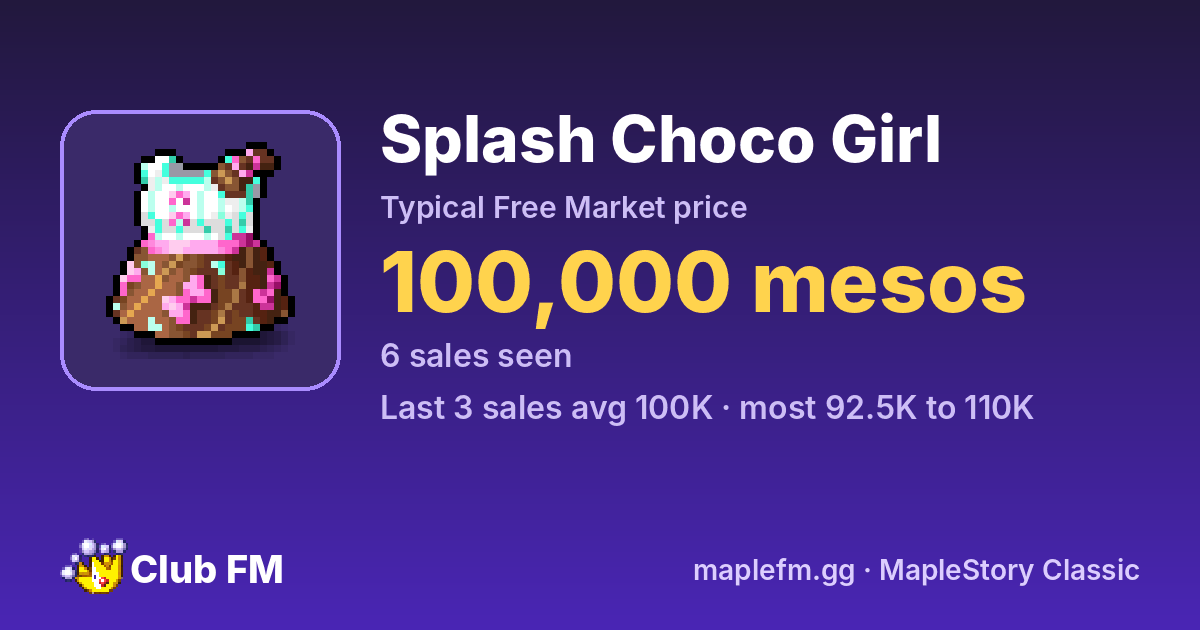 Splash Choco Girl
Typical Free Market price
100,000 mesos
6 sales seen
Last 3 sales avg 100K · most 92.5K to 110K
Club FM
maplefm.gg · MapleStory Classic